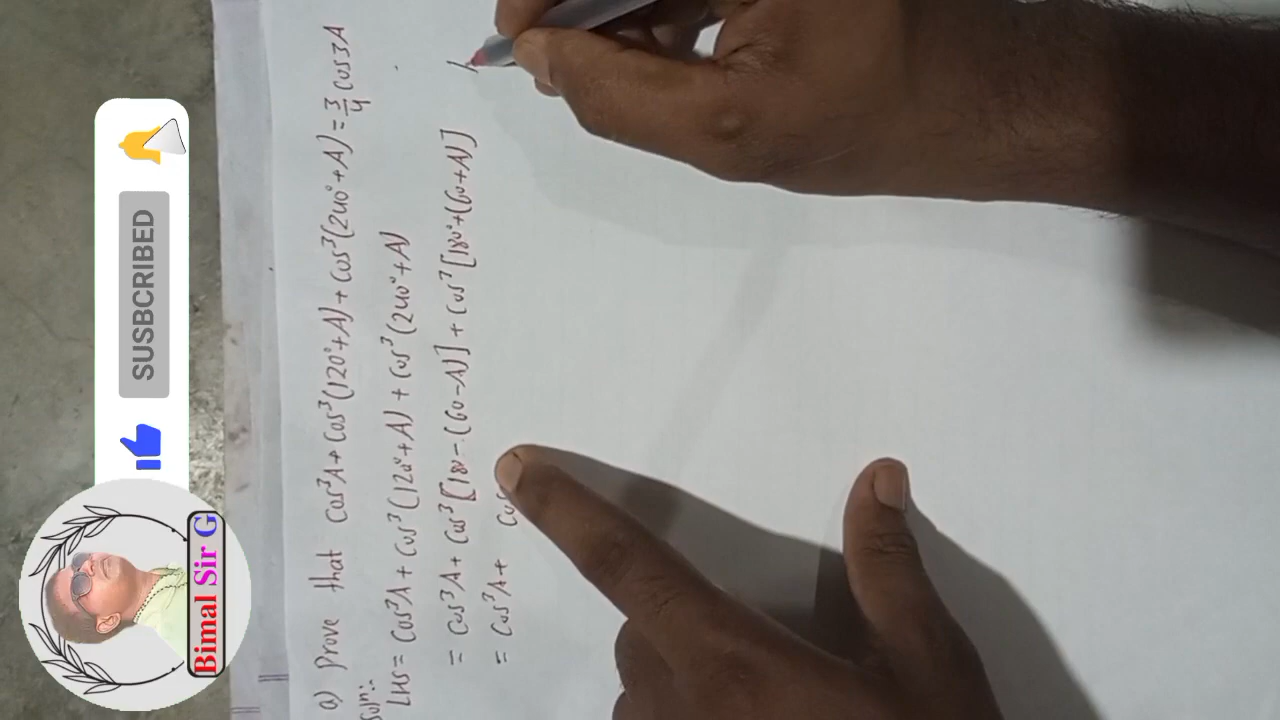 a) prove that cos³A + cos³(120°+A) + cos³(240°+A) = 3/4 cos3A
Solⁿ:-
LHS = cos³A + cos³(120°+A) + cos³(240°+A)
= cos³A + cos³[180-(60-A)] + cos³[180°+(60+A)]
= cos³A +
SUSBCRIBED
Bimal Sir G